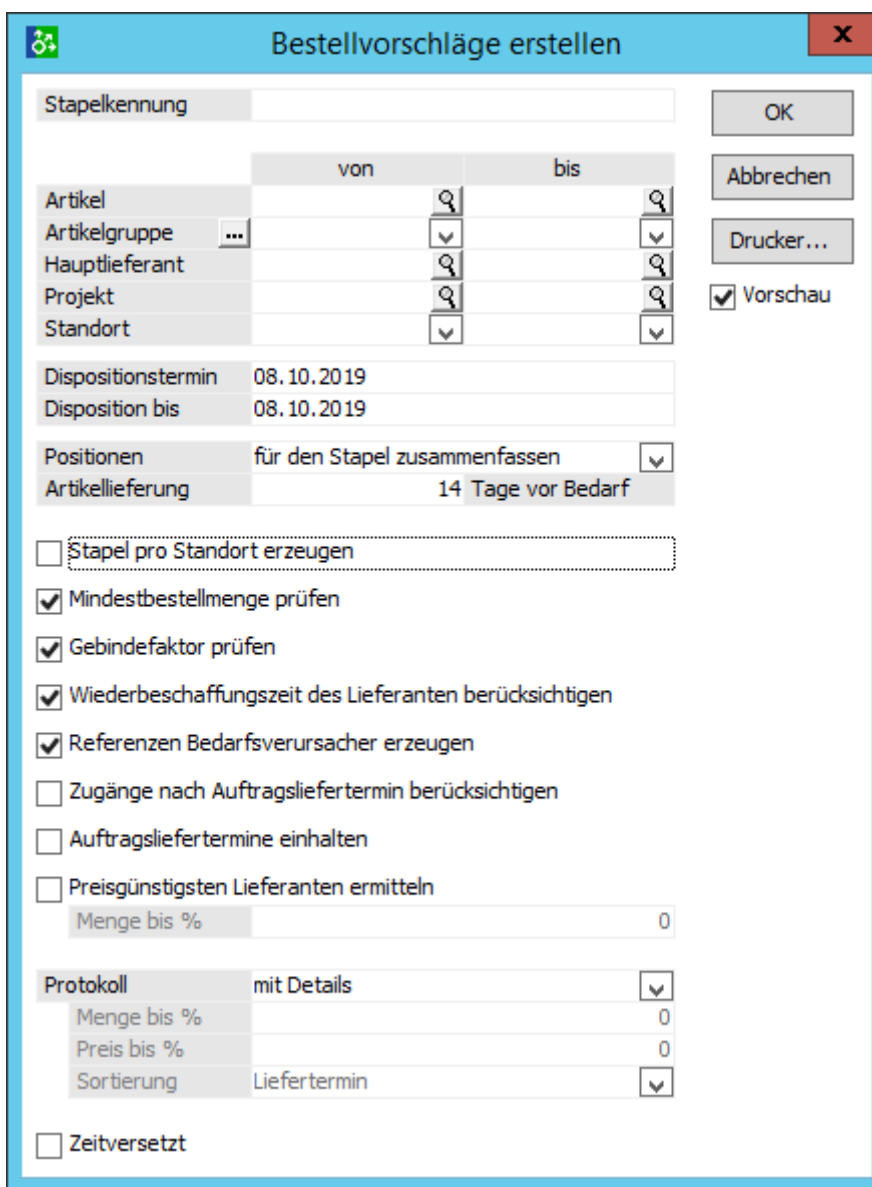 Bestellvorschläge erstellen
x
Stapelkennung
OK
von bis
Abbrechen
Artikel
Artikelgruppe ...
Drucker...
Hauptlieferant
Projekt
Vorschau
Standort
Dispositionstermin 08.10.2019
Disposition bis 08.10.2019
Positionen für den Stapel zusammenfassen
Artikellieferung 14 Tage vor Bedarf
Stapel pro Standort erzeugen
Mindestbestellmenge prüfen
Gebindefaktor prüfen
Wiederbeschaffungszeit des Lieferanten berücksichtigen
Referenzen Bedarfsverursacher erzeugen
Zugänge nach Auftragsliefertermin berücksichtigen
Auftragsliefertermine einhalten
Preisgünstigsten Lieferanten ermitteln
Menge bis % 0
Protokoll mit Details
Menge bis % 0
Preis bis % 0
Sortierung Liefertermin
Zeitversetzt